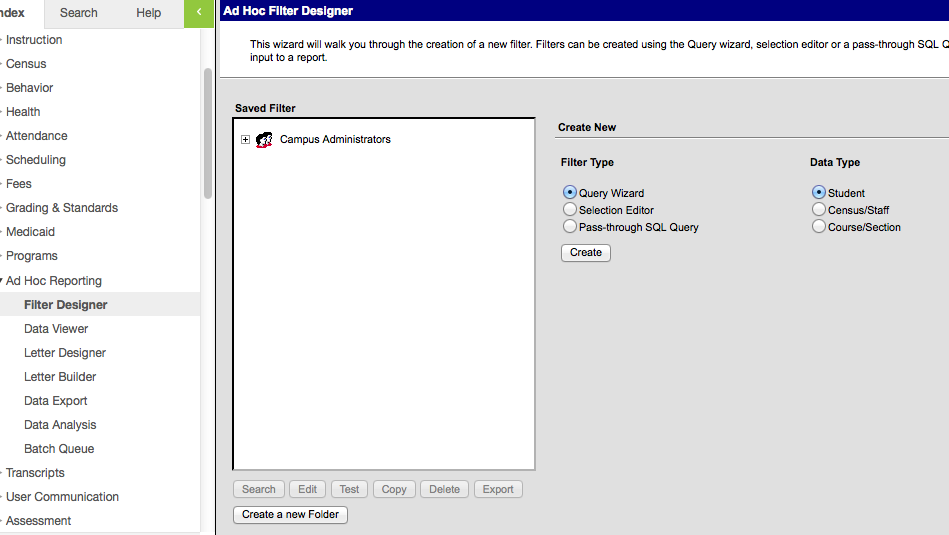 Search
Help
Instruction
Census
Behavior
Health
Attendance
Scheduling
Fees
Grading & Standards
Medicaid
Programs
Ad Hoc Reporting
Filter Designer
Data Viewer
Letter Designer
Letter Builder
Data Export
Data Analysis
Batch Queue
Transcripts
User Communication
Assessment
Ad Hoc Filter Designer
This wizard will walk you through the creation of a new filter. Filters can be created using the Query wizard, selection editor or a pass-through SQL
input to a report.
Saved Filter
Campus Administrators
Search
Edit
Test
Copy
Delete
Export
Create a new Folder
Create New
Filter Type
Query Wizard
Selection Editor
Pass-through SQL Query
Create
Data Type
Student
Census/Staff
Course/Section